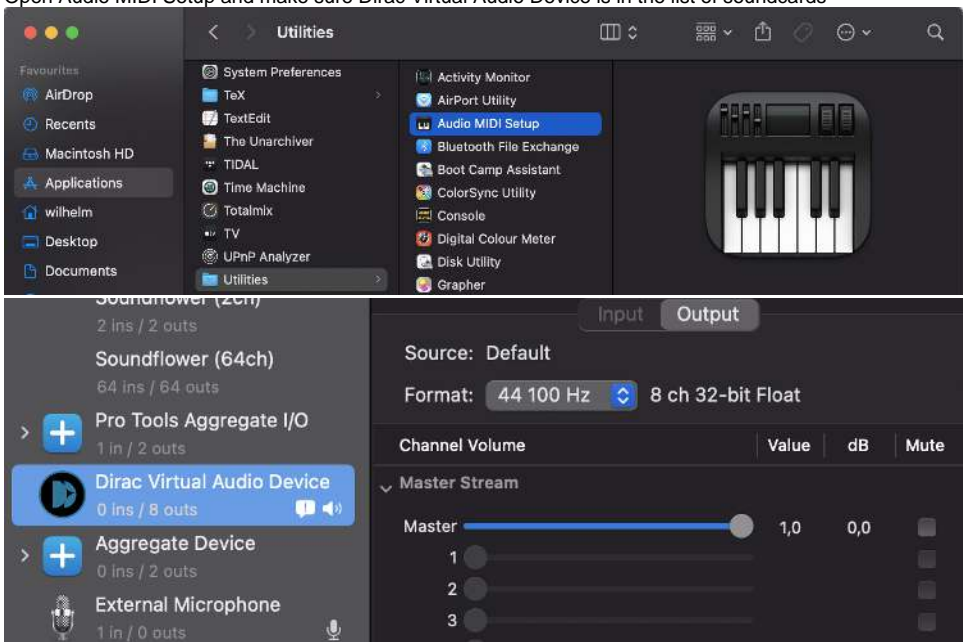 Open Audio MIDI Setup and make sure Dirac Virtual Audio Device is in the list of soundcards
Utilities
Favourites
AirDrop
Recents
Macintosh HD
Applications
wilhelm
Desktop
Documents
System Preferences
TeX
TextEdit
The Unarchiver
TIDAL
Time Machine
Totalmix
TV
UPnP Analyzer
Utilities
Activity Monitor
AirPort Utility
Audio MIDI Setup
Bluetooth File Exchange
Boot Camp Assistant
ColorSync Utility
Console
Digital Colour Meter
Disk Utility
Grapher
Soundflower (2ch)
2 ins / 2 outs
Soundflower (64ch)
64 ins / 64 outs
Pro Tools Aggregate I/O
1 in / 2 outs
Dirac Virtual Audio Device
0 ins / 8 outs
Aggregate Device
0 ins / 2 outs
External Microphone
1 in / 0 outs
Input Output
Source: Default
Format: 44 100 Hz 8 ch 32-bit Float
Channel Volume Value dB Mute
Master Stream
Master 1,0 0,0
1
2
3